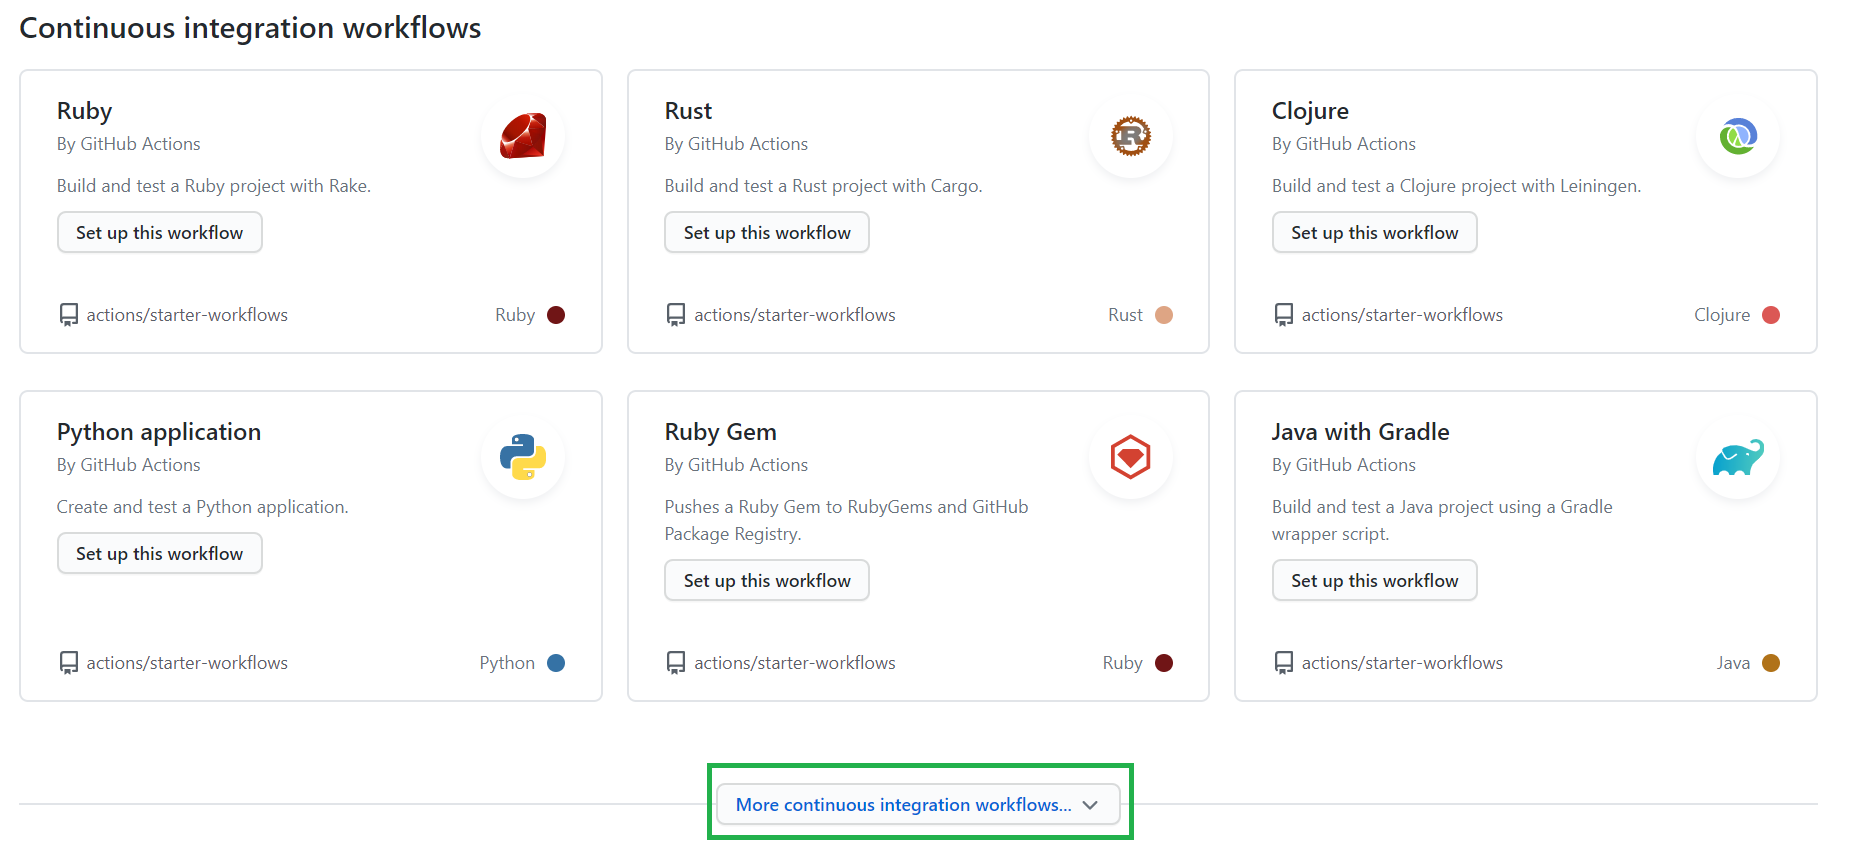 Continuous integration workflows
Ruby
By GitHub Actions
Build and test a Ruby project with Rake.
Set up this workflow
actions/starter-workflows
Ruby
Rust
By GitHub Actions
Build and test a Rust project with Cargo.
Set up this workflow
actions/starter-workflows
Rust
Clojure
By GitHub Actions
Build and test a Clojure project with Leiningen.
Set up this workflow
actions/starter-workflows
Clojure
Python application
By GitHub Actions
Create and test a Python application.
Set up this workflow
actions/starter-workflows
Python
Ruby Gem
By GitHub Actions
Pushes a Ruby Gem to RubyGems and GitHub
Package Registry.
Set up this workflow
actions/starter-workflows
Ruby
Java with Gradle
By GitHub Actions
Build and test a Java project using a Gradle
wrapper script.
Set up this workflow
actions/starter-workflows
Java
More continuous integration workflows...